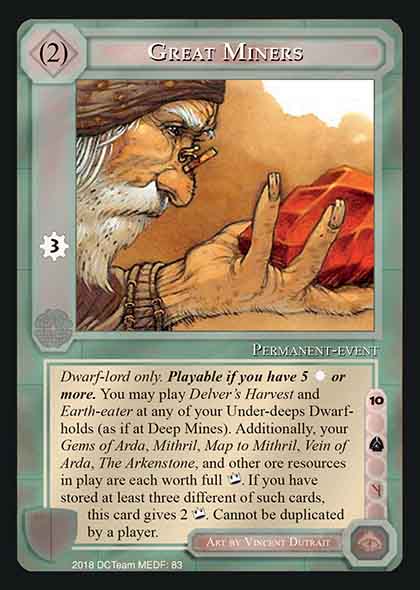 (2)
GREAT MINERS
3
PERMANENT-EVENT
Dwarf-lord only. Playable if you have 5 or
more. You may play Delver's Harvest and
Earth-eater at any of your Under-deeps Dwarf-
holds (as if at Deep Mines). Additionally, your
Gems of Arda, Mithril, Map to Mithril, Vein of
Arda, The Arkenstone, and other ore resources
in play are each worth full . If you have
stored at least three different of such cards,
this card gives 2 . Cannot be duplicated
by a player.
10
ART BY VINCENT DUTRAIT
2018 DCTeam MEDF: 83